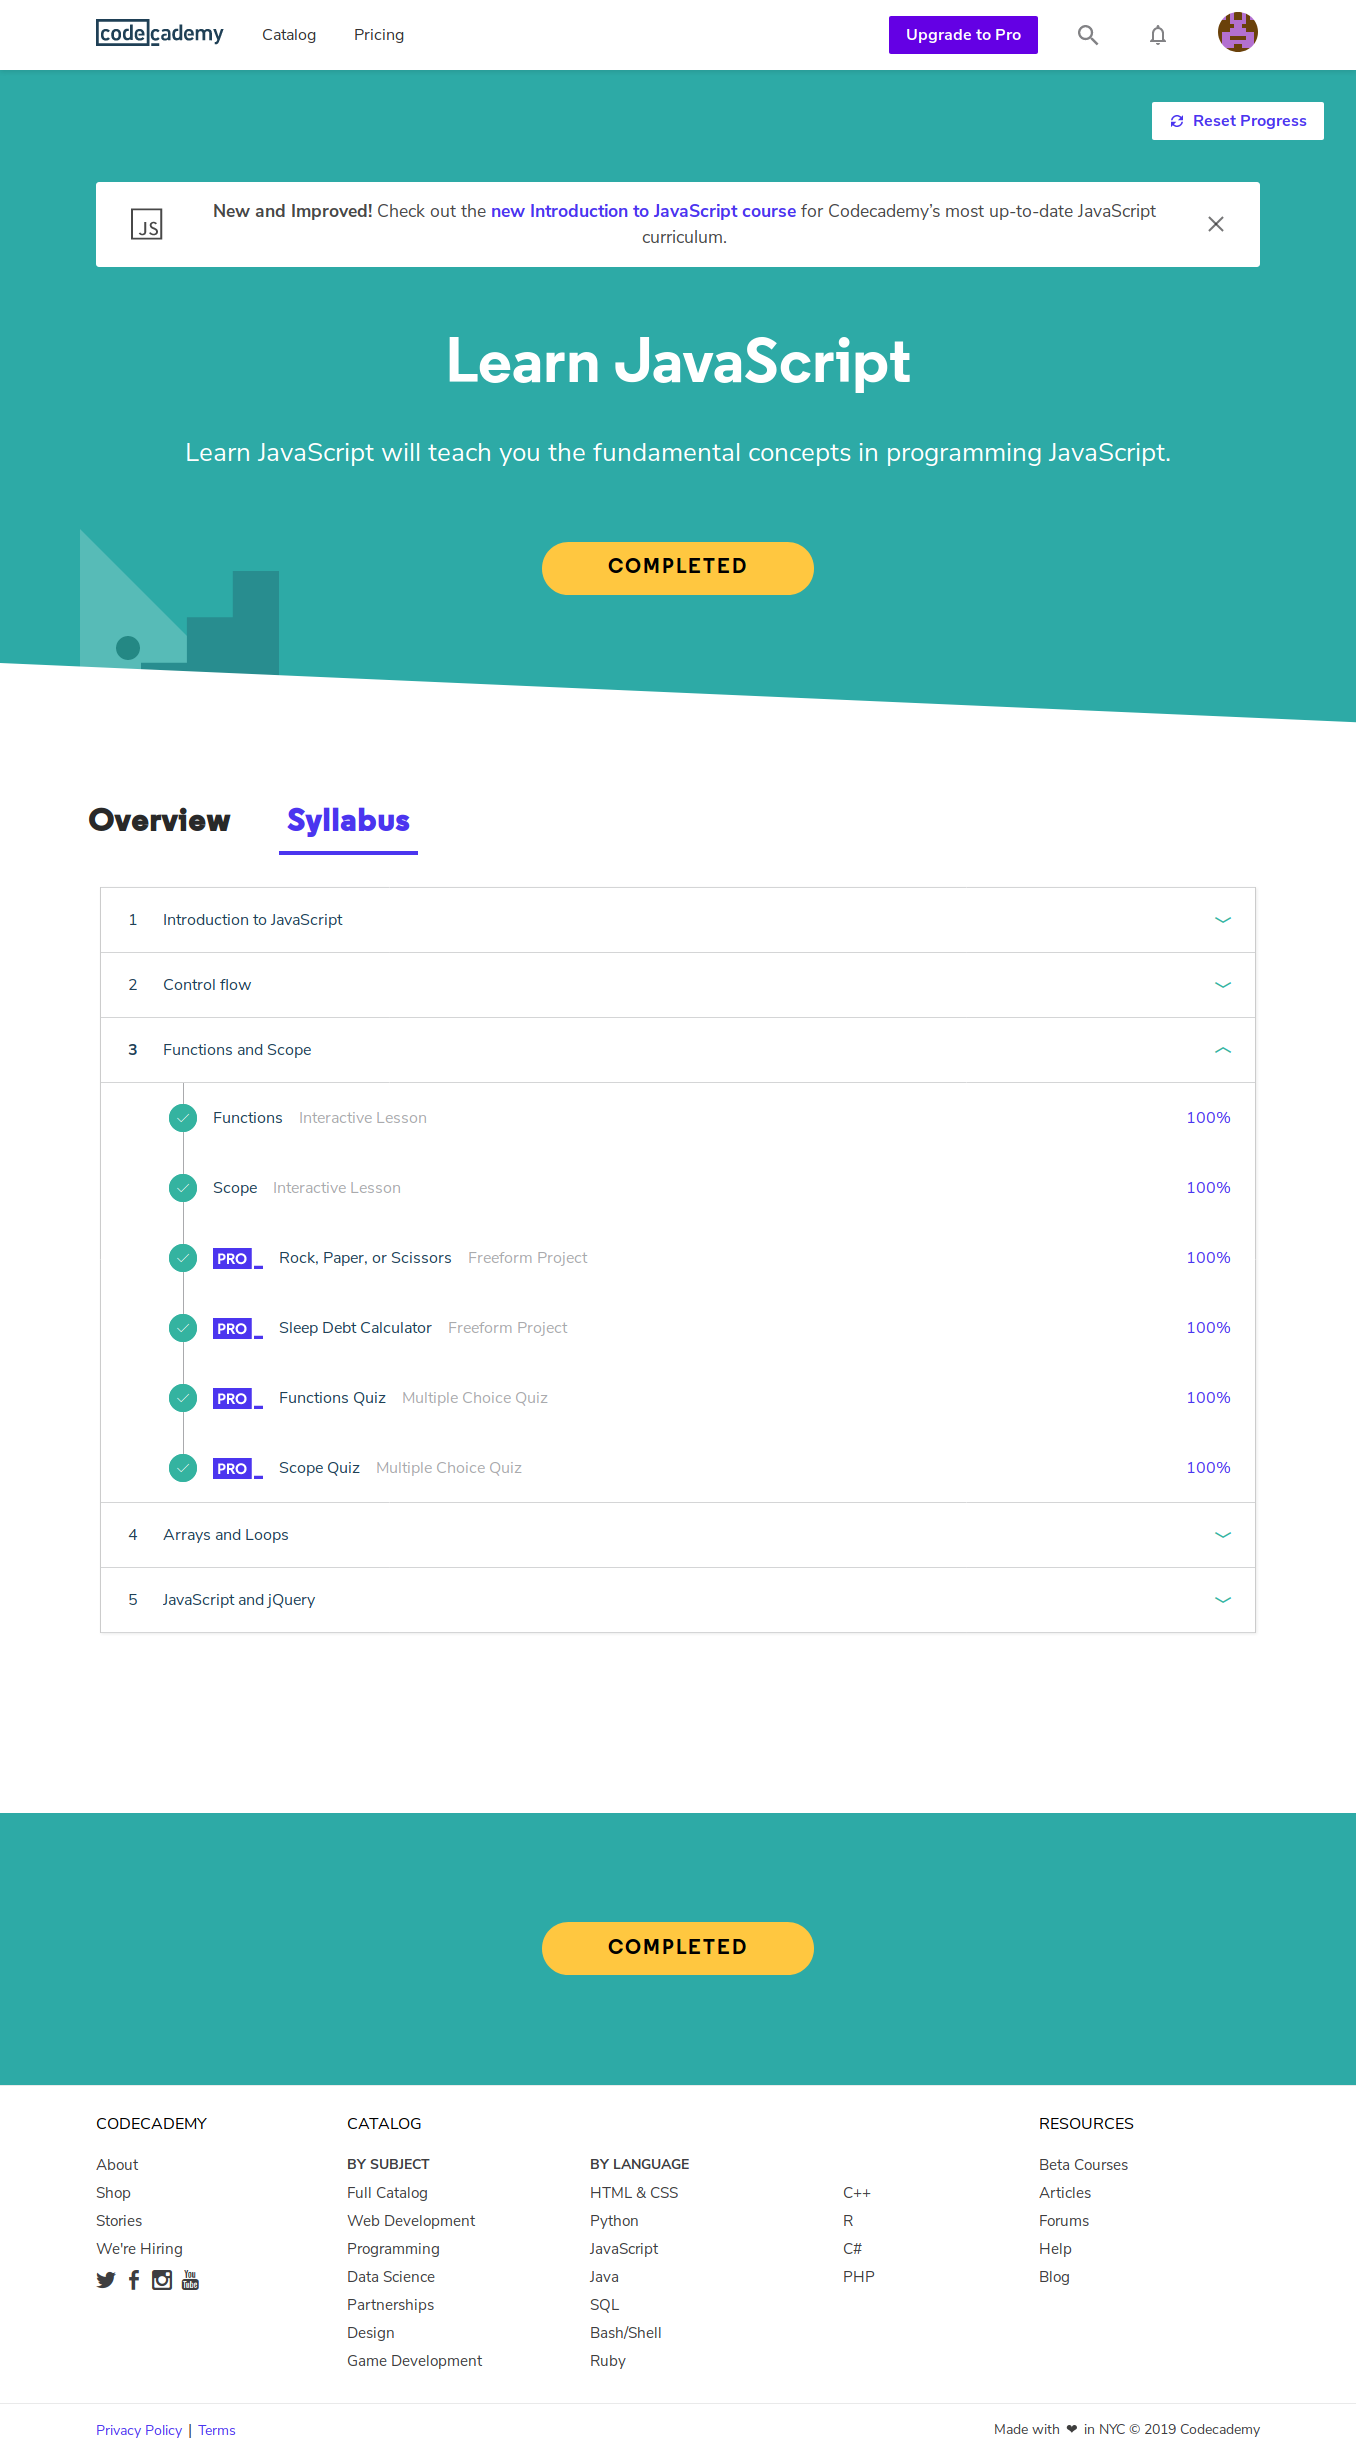 codecademy Catalog Pricing Upgrade to Pro
Reset Progress
JS
New and Improved! Check out the new Introduction to JavaScript course for Codecademy’s most up-to-date JavaScript
curriculum.
Learn JavaScript
Learn JavaScript will teach you the fundamental concepts in programming JavaScript.
COMPLETED
Overview Syllabus
1 Introduction to JavaScript
2 Control flow
3 Functions and Scope
Functions Interactive Lesson 100%
Scope Interactive Lesson 100%
PRO Rock, Paper, or Scissors Freeform Project 100%
PRO Sleep Debt Calculator Freeform Project 100%
PRO Functions Quiz Multiple Choice Quiz 100%
PRO Scope Quiz Multiple Choice Quiz 100%
4 Arrays and Loops
5 JavaScript and jQuery
COMPLETED
CODECADEMY
About
Shop
Stories
We're Hiring
You Tube
CATALOG
BY SUBJECT
Full Catalog
Web Development
Programming
Data Science
Partnerships
Design
Game Development
BY LANGUAGE
HTML & CSS
Python
JavaScript
Java
SQL
Bash/Shell
Ruby
C++
R
C#
PHP
RESOURCES
Beta Courses
Articles
Forums
Help
Blog
Privacy Policy | Terms
Made with ❤ in NYC © 2019 Codecademy